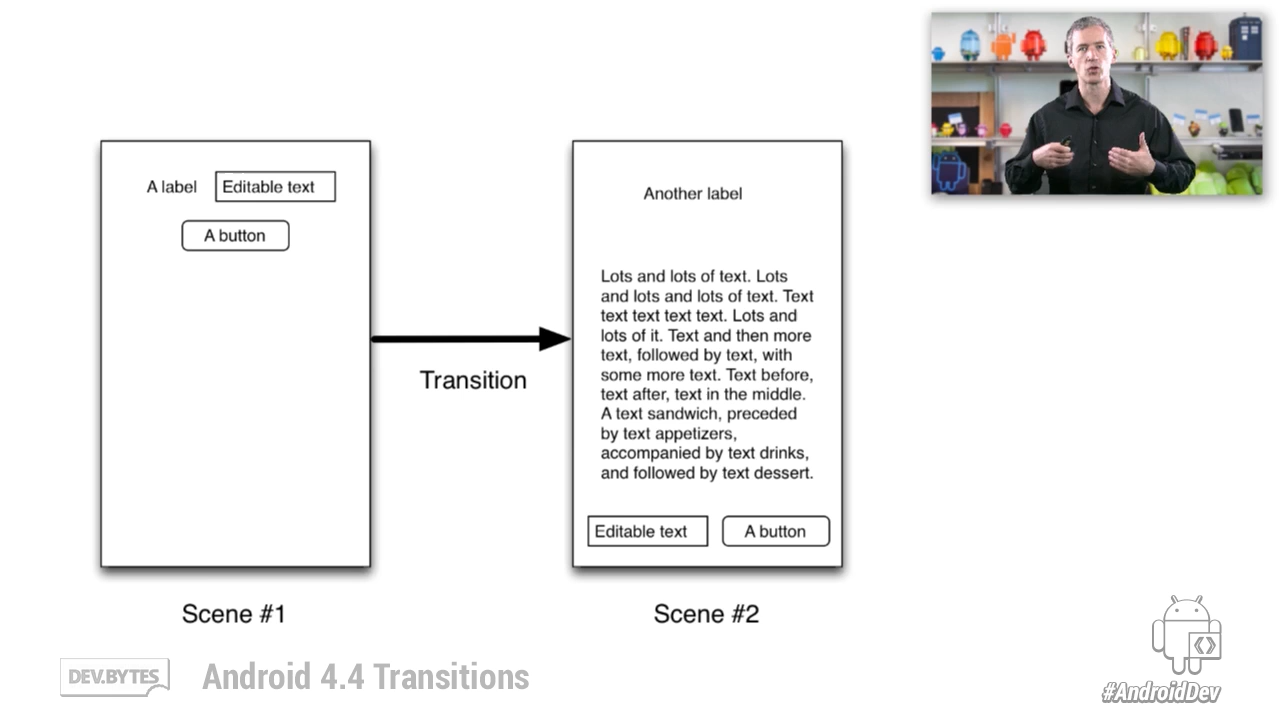 A label
Editable text
A button
Transition
Another label
Lots and lots of text. Lots
and lots and lots of text. Text
text text text text. Lots and
lots of it. Text and then more
text, followed by text, with
some more text. Text before,
text after, text in the middle.
A text sandwich, preceded
by text appetizers,
accompanied by text drinks,
and followed by text dessert.
Editable text
A button
Scene #1
Scene #2
DEV.BYTES
Android 4.4 Transitions
#AndroidDev